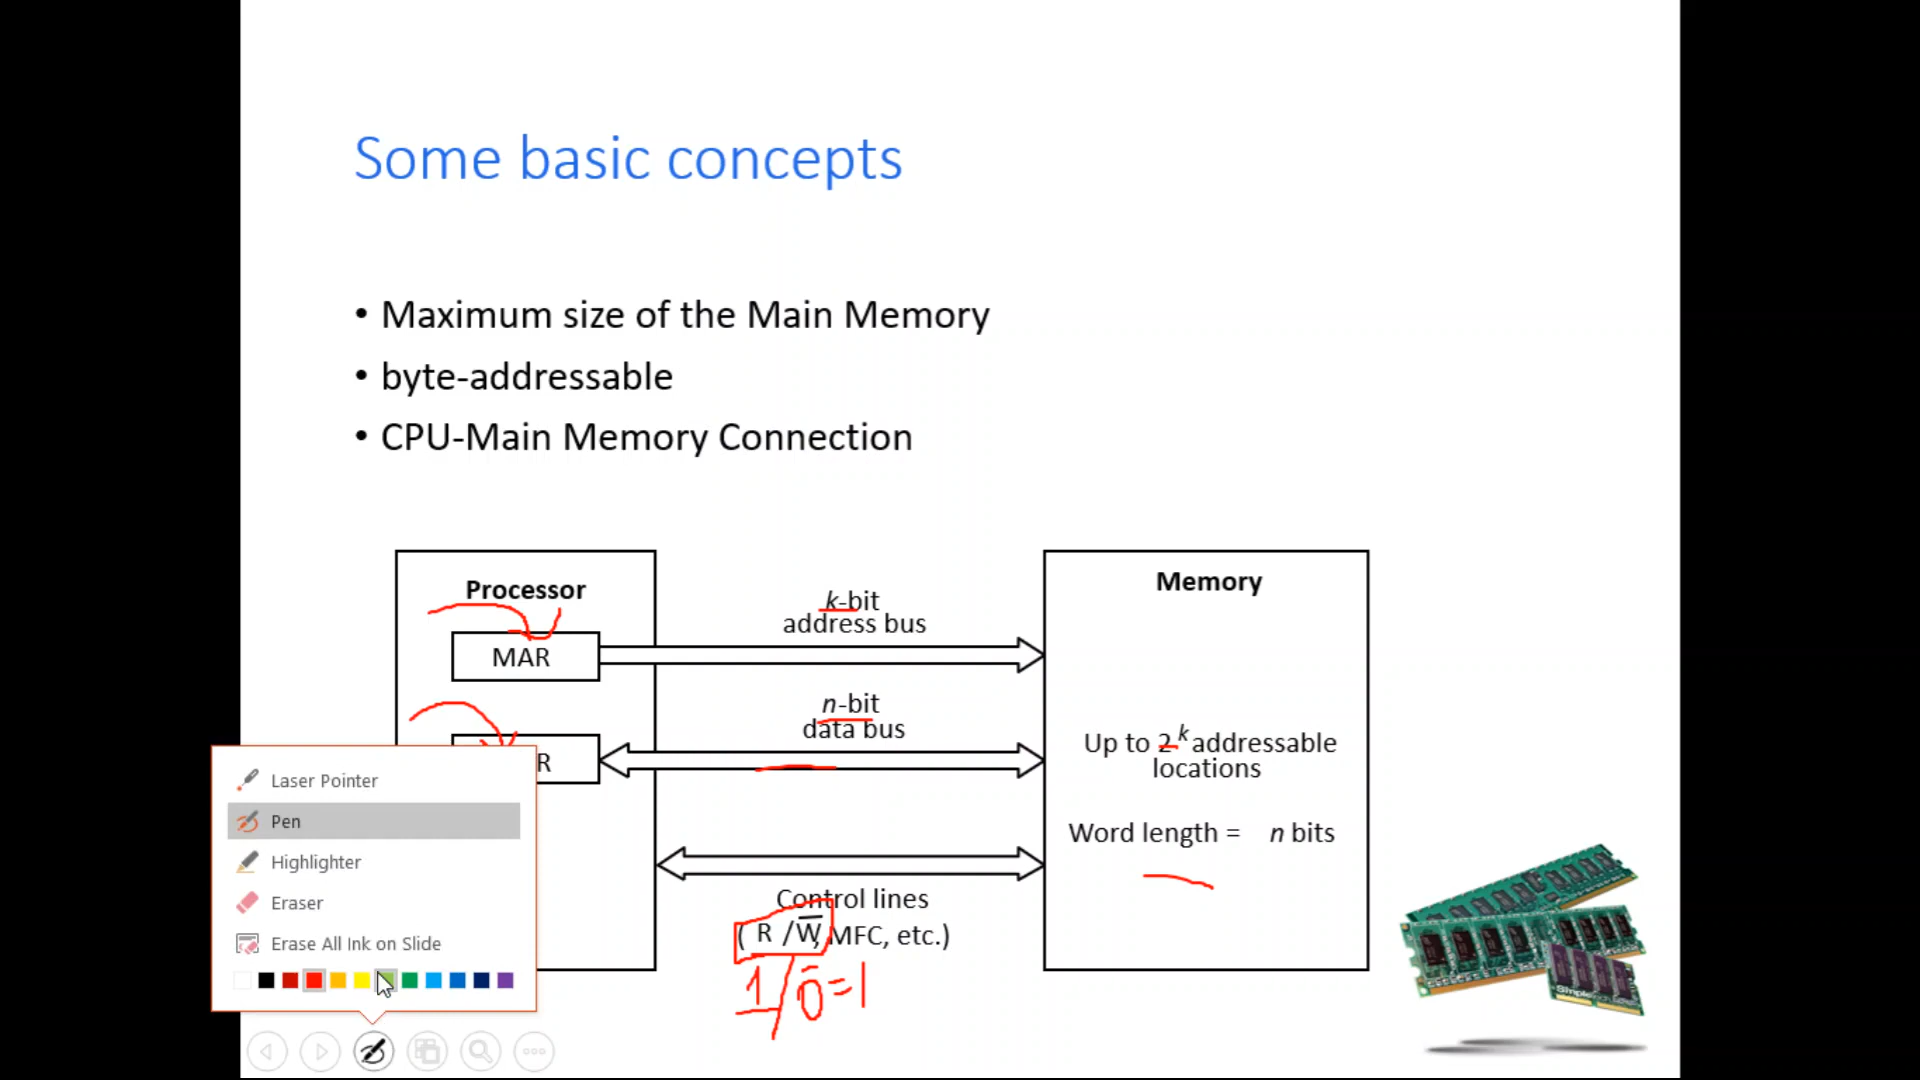 Some basic concepts
• Maximum size of the Main Memory
• byte-addressable
• CPU-Main Memory Connection
Processor
MAR
R
k-bit
address bus
n-bit
data bus
Control lines
( R /W̅, MFC, etc.)
1/0̅=1
Memory
Up to 2^k addressable
locations
Word length = n bits
Laser Pointer
Pen
Highlighter
Eraser
Erase All Ink on Slide